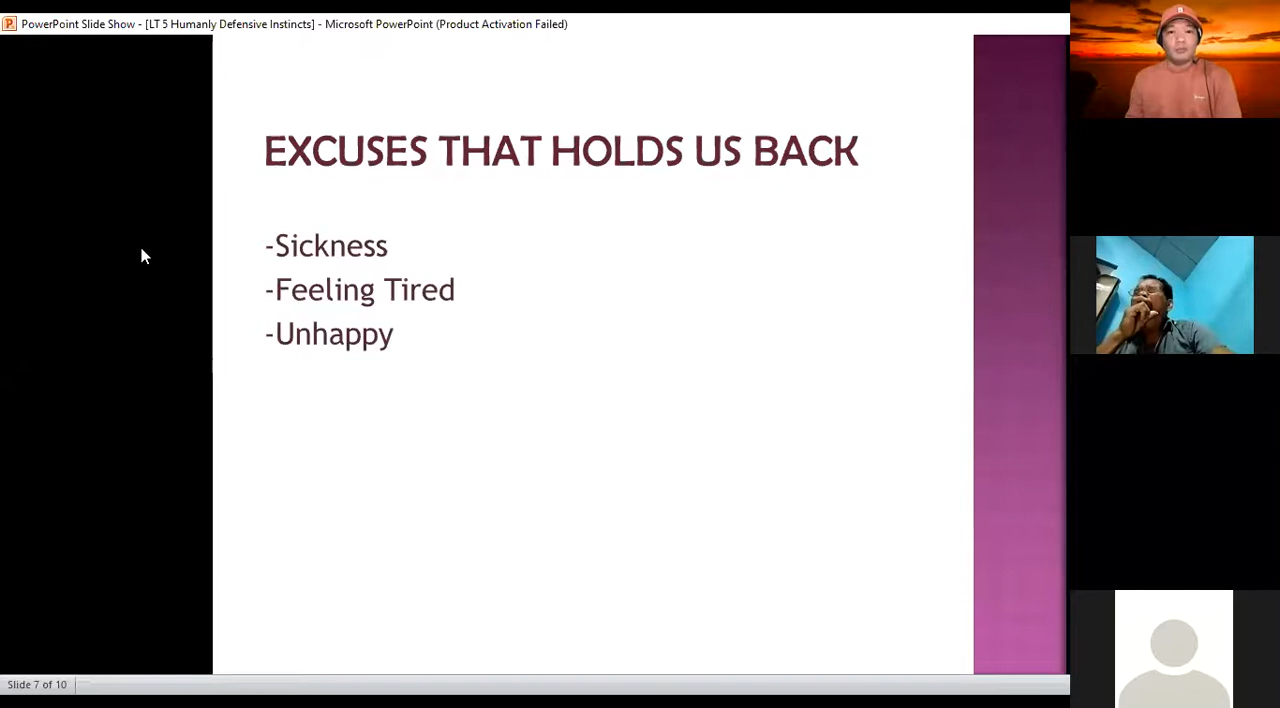 PowerPoint Slide Show - [LT 5 Humanly Defensive Instincts] - Microsoft PowerPoint (Product Activation Failed)
EXCUSES THAT HOLDS US BACK
-Sickness
-Feeling Tired
-Unhappy
Slide 7 of 10